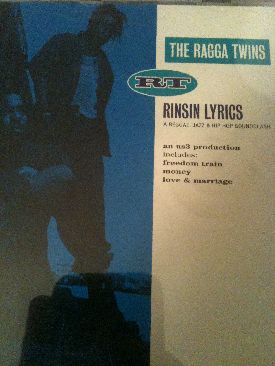 THE RAGGA TWINS
RT
RINSIN LYRICS
A REGGAE, JAZZ & HIP HOP SOUNDCLASH
an us3 production
includes:
freedom train
money
love & marriage